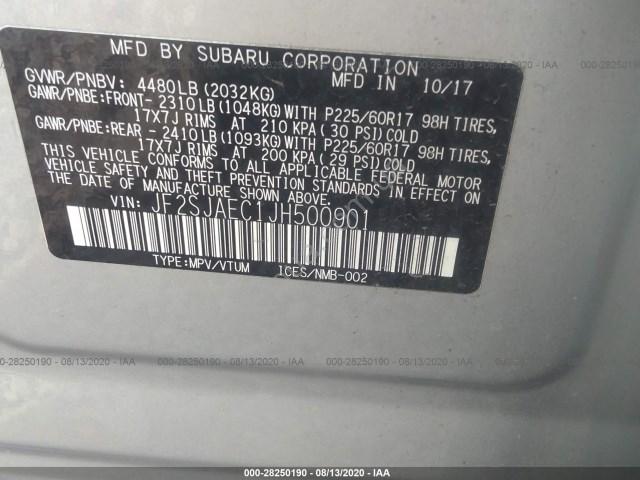 MFD BY SUBARU CORPORATION
GVWR/PNBV: 4480LB (2032KG) MFD IN 10/17
GAWR/PNBE:FRONT- 2310LB(1048KG)WITH P225/60R17 98H TIRES,
17X7J RIMS AT 210 KPA(30 PSI)COLD
GAWR/PNBE:REAR - 2410LB(1093KG)WITH P225/60R17 98H TIRES,
17X7J RIMS AT 200 KPA(29 PSI)COLD
THIS VEHICLE CONFORMS TO ALL APPLICABLE FEDERAL MOTOR
VEHICLE SAFETY AND THEFT PREVENTION STANDARDS IN EFFECT ON
THE DATE OF MANUFACTURE SHOWN ABOVE.
VIN: JF2SJAEC1JH500901
TYPE:MPV/VTUM ICES/NMB-002
000-28250190 - 08/13/2020 - IAA
000-28250190 - 08/13/2020 - IAA